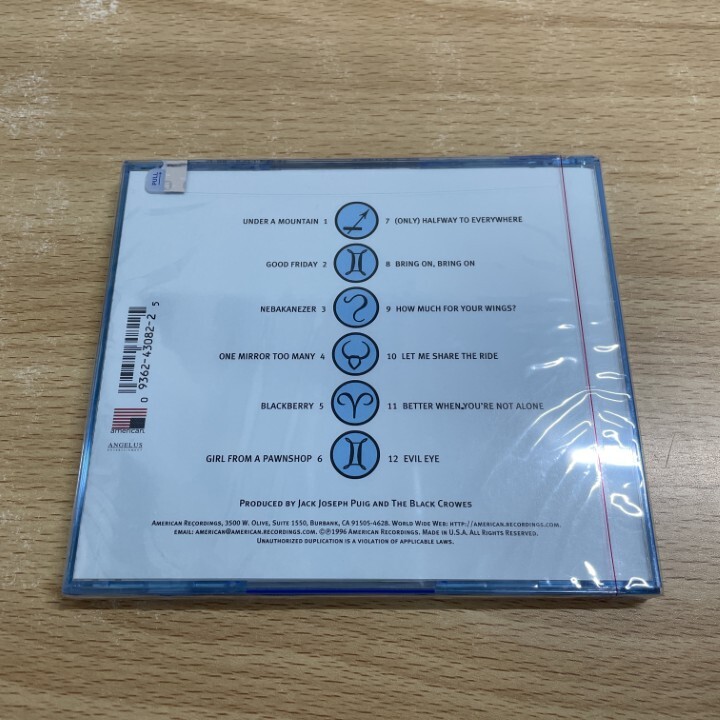 PULL
UNDER A MOUNTAIN 1
GOOD FRIDAY 2
NEBAKANEZER 3
ONE MIRROR TOO MANY 4
BLACKBERRY 5
GIRL FROM A PAWNSHOP 6
7 (ONLY) HALFWAY TO EVERYWHERE
8 BRING ON, BRING ON
9 HOW MUCH FOR YOUR WINGS?
10 LET ME SHARE THE RIDE
11 BETTER WHEN YOU'RE NOT ALONE
12 EVIL EYE
0 9362-43082-2 5
american.
ANGELUS
ENTERTAINMENT
PRODUCED BY JACK JOSEPH PUIG AND THE BLACK CROWES
AMERICAN RECORDINGS, 3500 W. OLIVE, SUITE 1550, BURBANK, CA 91505-4628. WORLD WIDE WEB: HTTP://AMERICAN.RECORDINGS.COM.
EMAIL: AMERICAN@AMERICAN.RECORDINGS.COM. ©℗1996 AMERICAN RECORDINGS. MADE IN U.S.A. ALL RIGHTS RESERVED.
UNAUTHORIZED DUPLICATION IS A VIOLATION OF APPLICABLE LAWS.